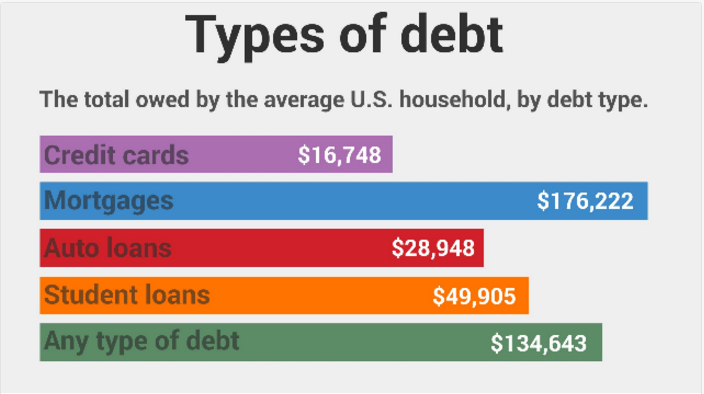 Types of debt
The total owed by the average U.S. household, by debt type.
Credit cards $16,748
Mortgages $176,222
Auto loans $28,948
Student loans $49,905
Any type of debt $134,643